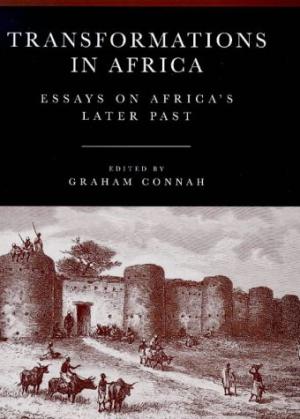 TRANSFORMATIONS
IN AFRICA
ESSAYS ON AFRICA'S
LATER PAST
EDITED BY
GRAHAM CONNAH